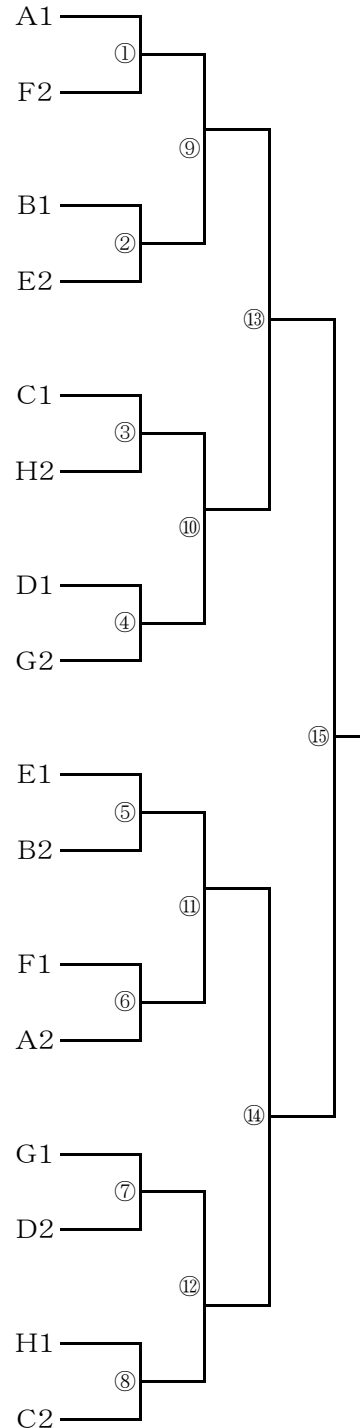 A1
①
F2
⑨
B1
②
E2
⑬
C1
③
H2
⑩
D1
④
G2
⑮
E1
⑤
B2
⑪
F1
⑥
A2
⑭
G1
⑦
D2
⑫
H1
⑧
C2